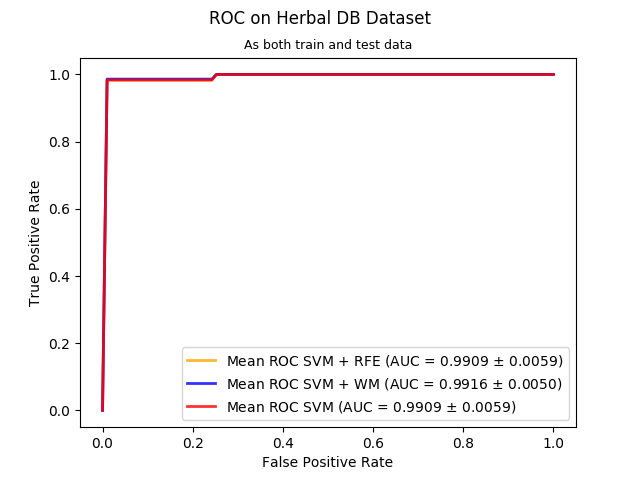 ROC on Herbal DB Dataset
As both train and test data
True Positive Rate
1.0
0.8
0.6
0.4
0.2
0.0
Mean ROC SVM + RFE (AUC = 0.9909 ± 0.0059)
Mean ROC SVM + WM (AUC = 0.9916 ± 0.0050)
Mean ROC SVM (AUC = 0.9909 ± 0.0059)
0.0 0.2 0.4 0.6 0.8 1.0
False Positive Rate